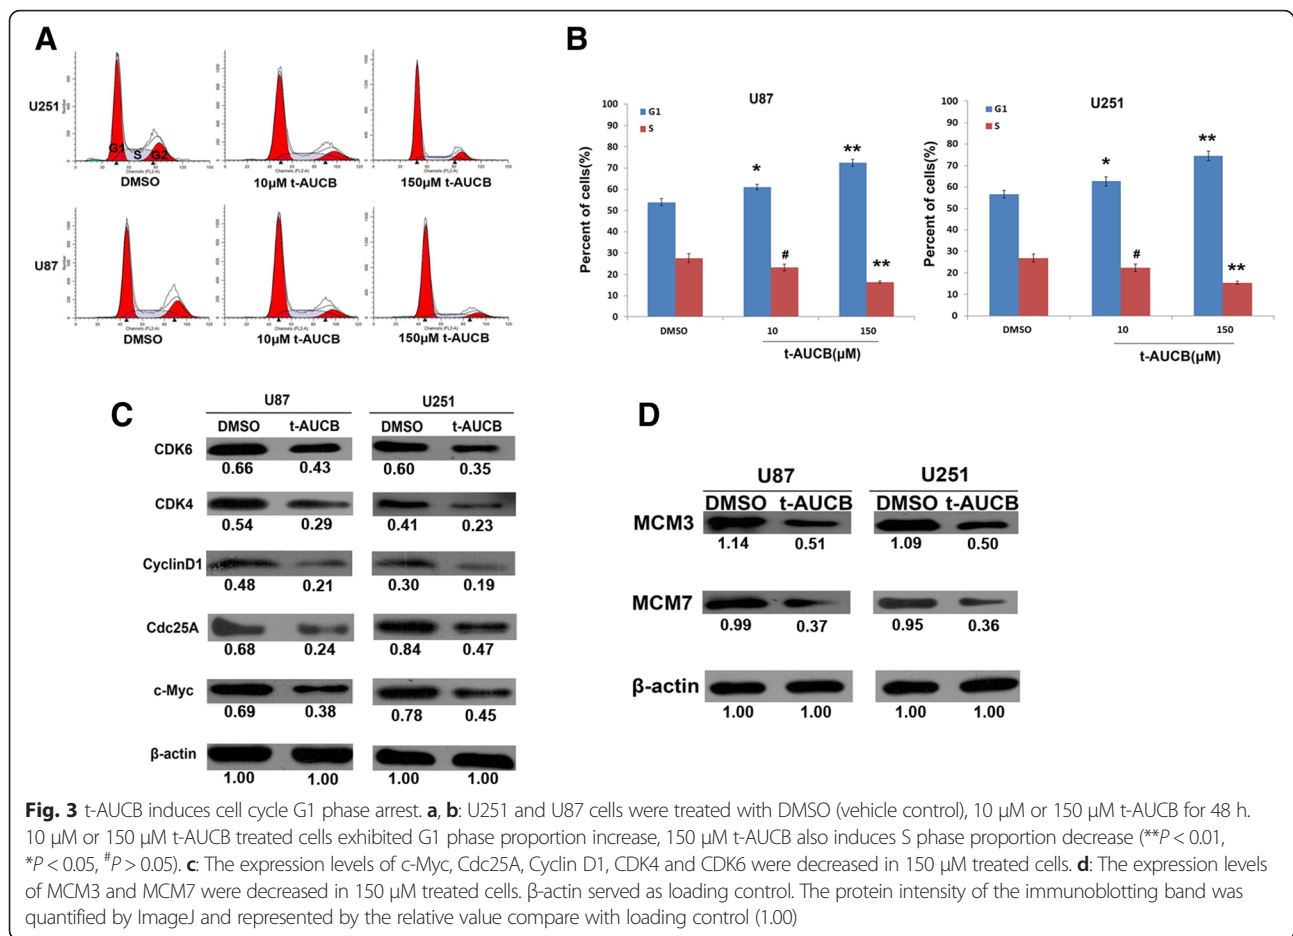 A
U251
G1
S
G2
DMSO
10μM t-AUCB
150μM t-AUCB
U87
DMSO
10μM t-AUCB
150μM t-AUCB
Channels (FL2-A)
B
U87
G1
S
Percent of cells(%)
100
90
80
70
60
50
40
30
20
10
0
*
#
**
**
DMSO
10
150
t-AUCB(μM)
U251
G1
S
Percent of cells(%)
100
90
80
70
60
50
40
30
20
10
0
*
#
**
**
DMSO
10
150
t-AUCB(μM)
C
U87 U251
DMSO t-AUCB DMSO t-AUCB
CDK6
0.66 0.43 0.60 0.35
CDK4
0.54 0.29 0.41 0.23
CyclinD1
0.48 0.21 0.30 0.19
Cdc25A
0.68 0.24 0.84 0.47
c-Myc
0.69 0.38 0.78 0.45
β-actin
1.00 1.00 1.00 1.00
D
U87 U251
DMSO t-AUCB DMSO t-AUCB
MCM3
1.14 0.51 1.09 0.50
MCM7
0.99 0.37 0.95 0.36
β-actin
1.00 1.00 1.00 1.00
Fig. 3 t-AUCB induces cell cycle G1 phase arrest. a, b: U251 and U87 cells were treated with DMSO (vehicle control), 10 μM or 150 μM t-AUCB for 48 h.
10 μM or 150 μM t-AUCB treated cells exhibited G1 phase proportion increase, 150 μM t-AUCB also induces S phase proportion decrease (**P < 0.01,
*P < 0.05, #P > 0.05). c: The expression levels of c-Myc, Cdc25A, Cyclin D1, CDK4 and CDK6 were decreased in 150 μM treated cells. d: The expression levels
of MCM3 and MCM7 were decreased in 150 μM treated cells. β-actin served as loading control. The protein intensity of the immunoblotting band was
quantified by ImageJ and represented by the relative value compare with loading control (1.00)